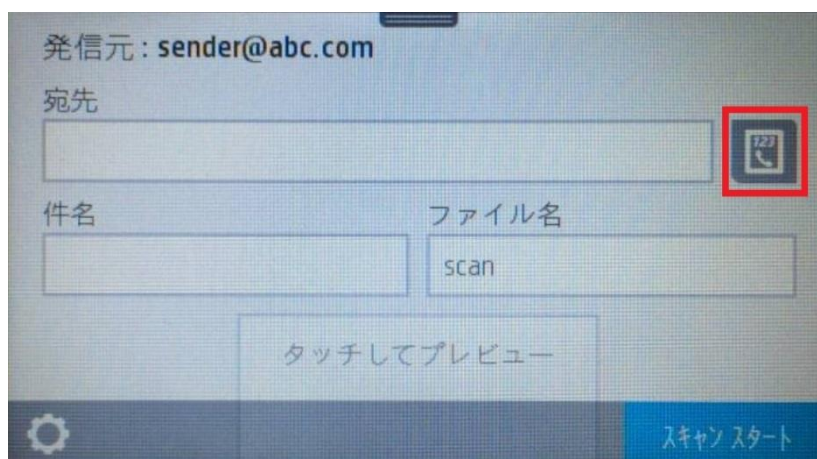 発信元 : sender@abc.com
宛先
123
件名
ファイル名
scan
タッチしてプレビュー
スキャン スタート